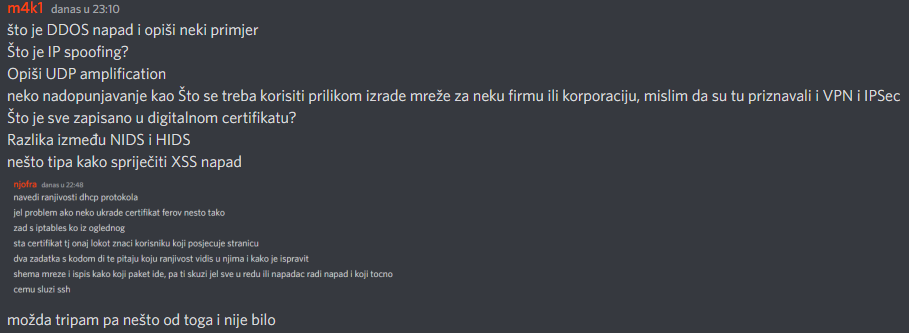 m4k1 danas u 23:10
što je DDOS napad i opiši neki primjer
Što je IP spoofing?
Opiši UDP amplification
neko nadopunjavanje kao Što se treba korisiti prilikom izrade mreže za neku firmu ili korporaciju, mislim da su tu priznavali i VPN i IPSec
Što je sve zapisano u digitalnom certifikatu?
Razlika između NIDS i HIDS
nešto tipa kako spriječiti XSS napad
njofra danas u 22:48
navedi ranjivosti dhcp protokola
jel problem ako neko ukrade certifikat ferov nesto tako
zad s iptables ko iz oglednog
sta certifikat tj onaj lokot znaci korisniku koji posjecuje stranicu
dva zadatka s kodom di te pitaju koju ranjivost vidis u njima i kako je ispravit
shema mreze i ispis kako koji paket ide, pa ti skuzi jel sve u redu ili napadac radi napad i koji tocno
cemu sluzi ssh
možda tripam pa nešto od toga i nije bilo